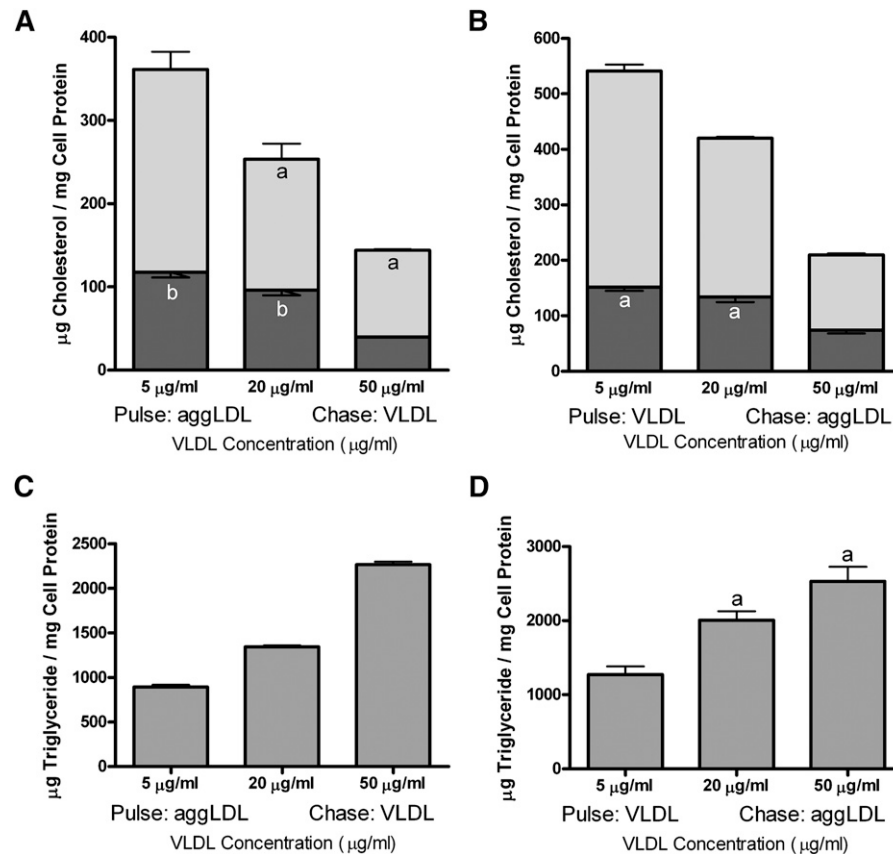 A
μg Cholesterol / mg Cell Protein
400
300
200
100
0
a
a
b
b
5 μg/ml 20 μg/ml 50 μg/ml
Pulse: aggLDL Chase: VLDL
VLDL Concentration (μg/ml)
B
μg Cholesterol / mg Cell Protein
600
500
400
300
200
100
0
a
a
5 μg/ml 20 μg/ml 50 μg/ml
Pulse: VLDL Chase: aggLDL
VLDL Concentration (μg/ml)
C
μg Triglyceride / mg Cell Protein
2500
2000
1500
1000
500
0
5 μg/ml 20 μg/ml 50 μg/ml
Pulse: aggLDL Chase: VLDL
VLDL Concentration (μg/ml)
D
μg Triglyceride / mg Cell Protein
3000
2000
1000
0
a
a
5 μg/ml 20 μg/ml 50 μg/ml
Pulse: VLDL Chase: aggLDL
VLDL Concentration (μg/ml)